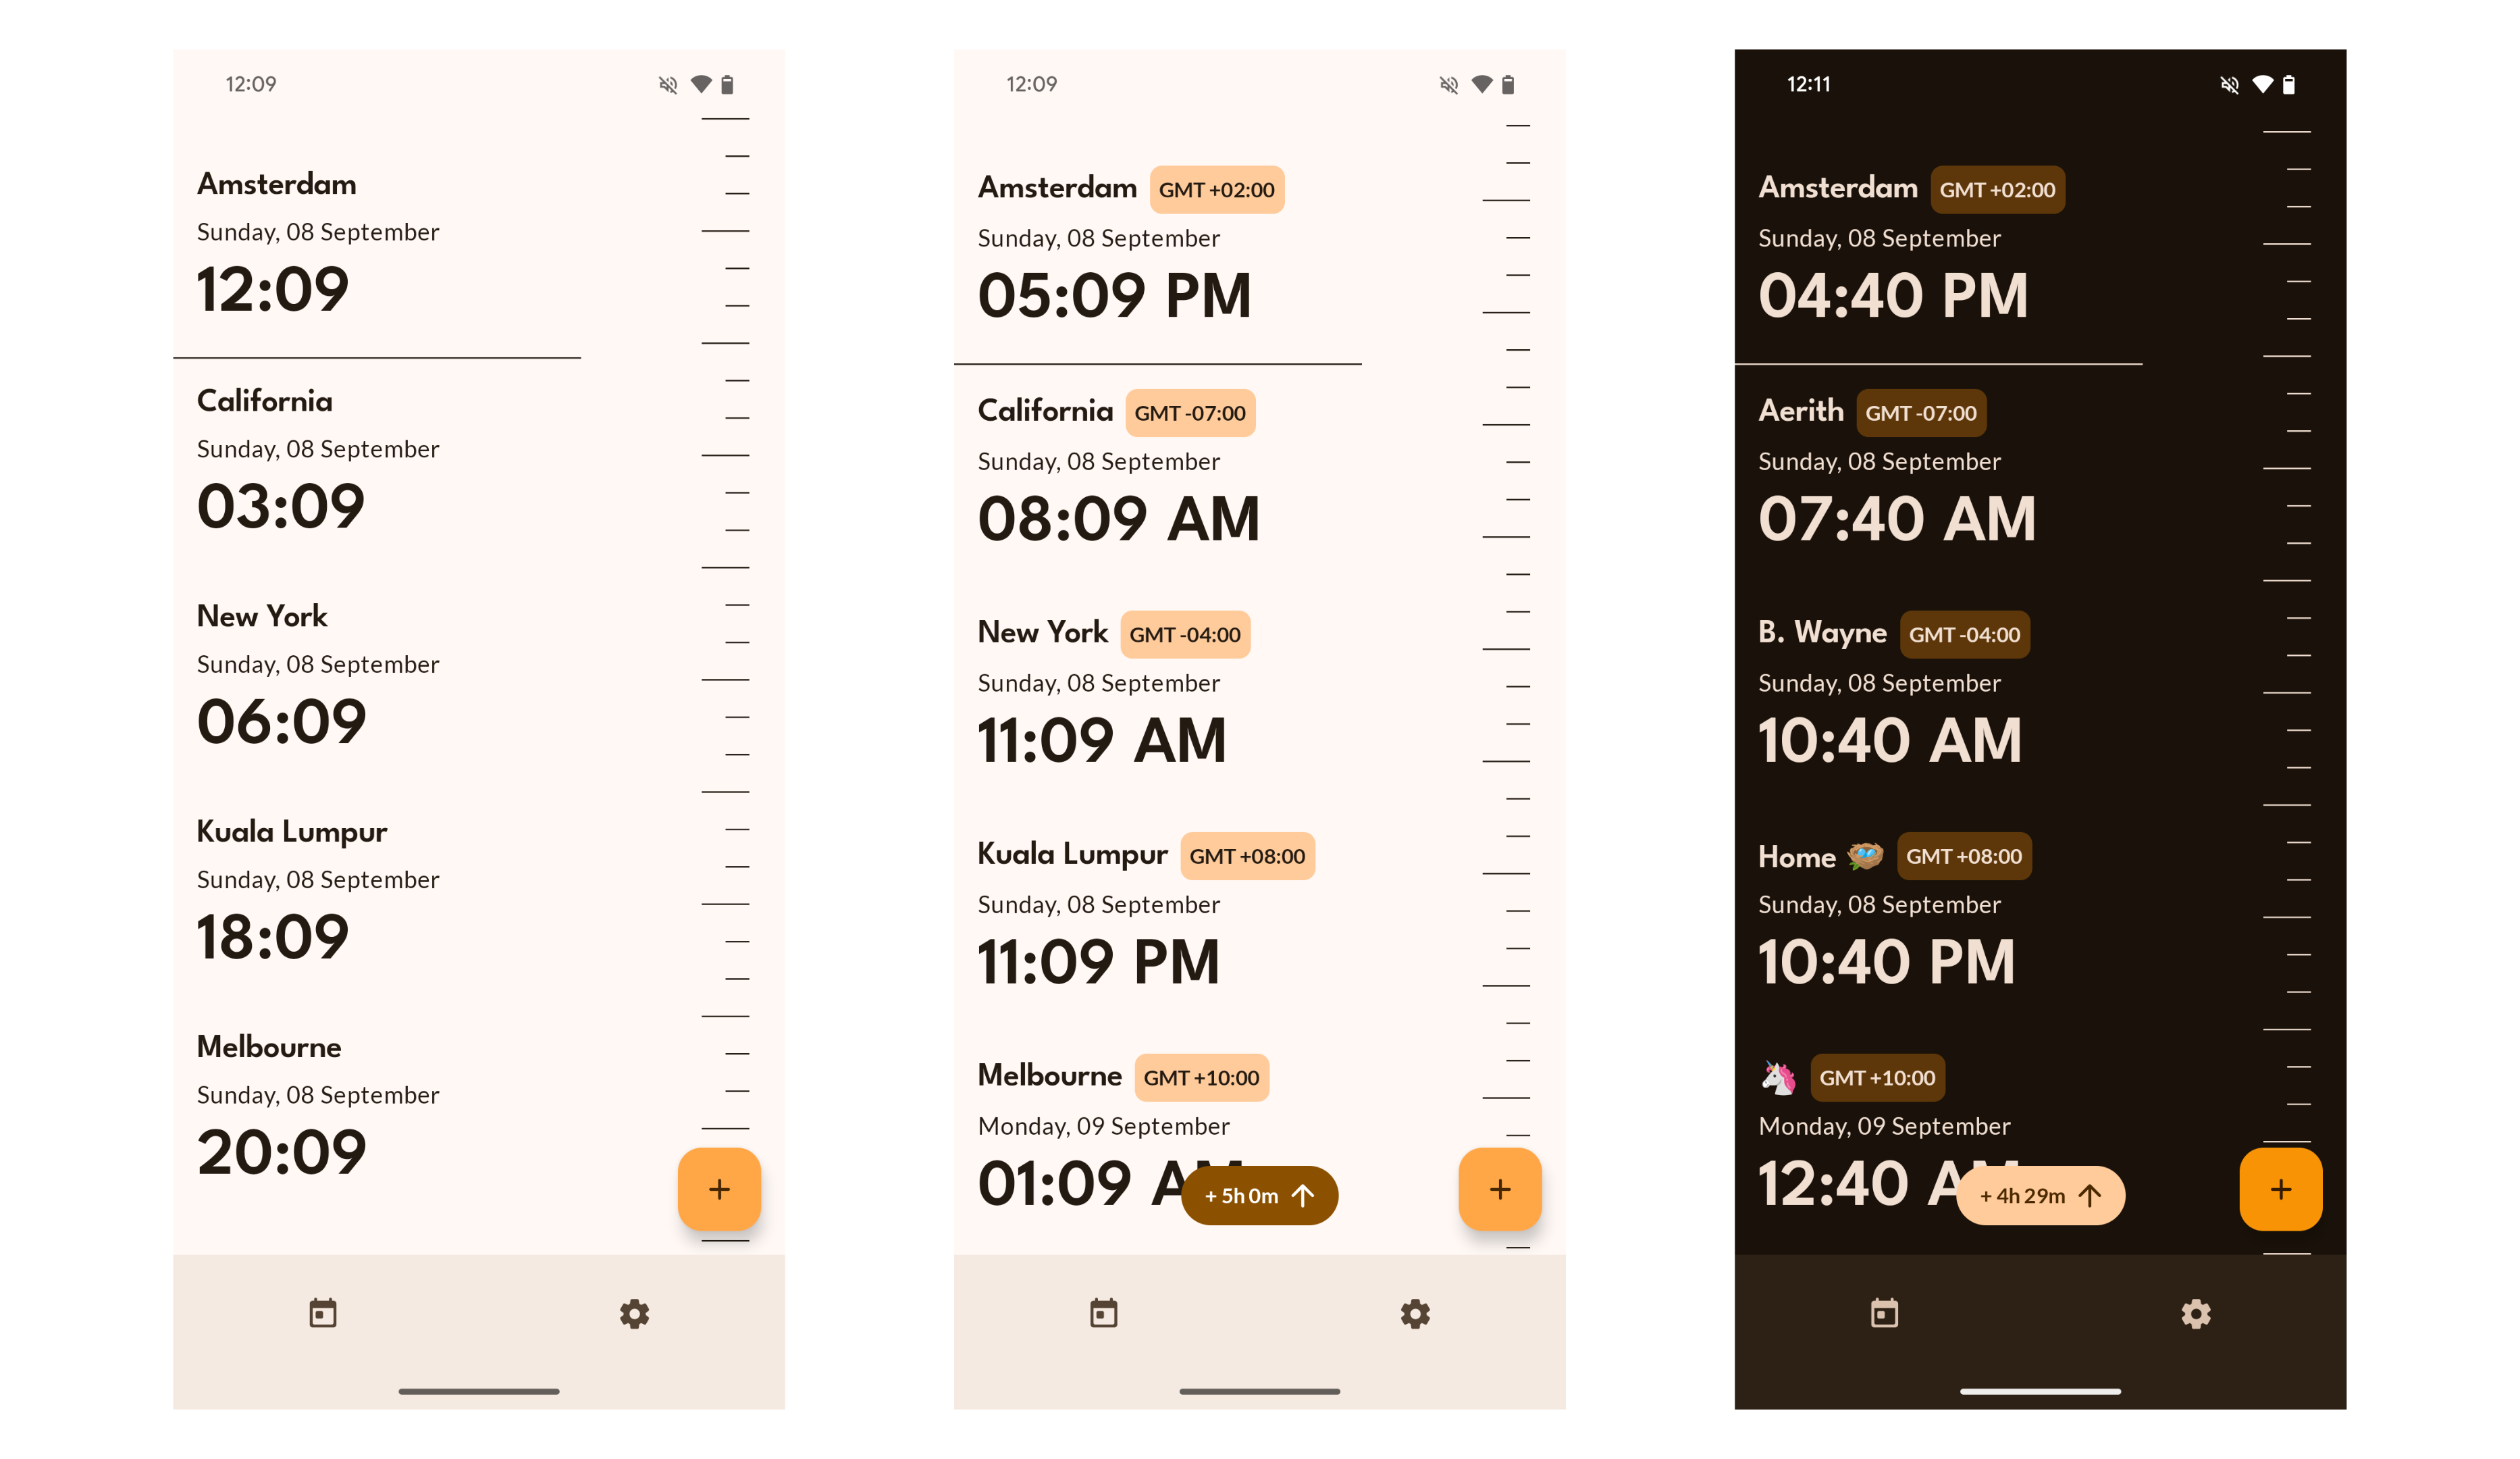 12:09
Amsterdam
Sunday, 08 September
12:09
California
Sunday, 08 September
03:09
New York
Sunday, 08 September
06:09
Kuala Lumpur
Sunday, 08 September
18:09
Melbourne
Sunday, 08 September
20:09
12:09
Amsterdam GMT +02:00
Sunday, 08 September
05:09 PM
California GMT -07:00
Sunday, 08 September
08:09 AM
New York GMT -04:00
Sunday, 08 September
11:09 AM
Kuala Lumpur GMT +08:00
Sunday, 08 September
11:09 PM
Melbourne GMT +10:00
Monday, 09 September
01:09 AM
+ 5h 0m
12:11
Amsterdam GMT +02:00
Sunday, 08 September
04:40 PM
Aerith GMT -07:00
Sunday, 08 September
07:40 AM
B. Wayne GMT -04:00
Sunday, 08 September
10:40 AM
Home GMT +08:00
Sunday, 08 September
10:40 PM
GMT +10:00
Monday, 09 September
12:40 AM
+ 4h 29m